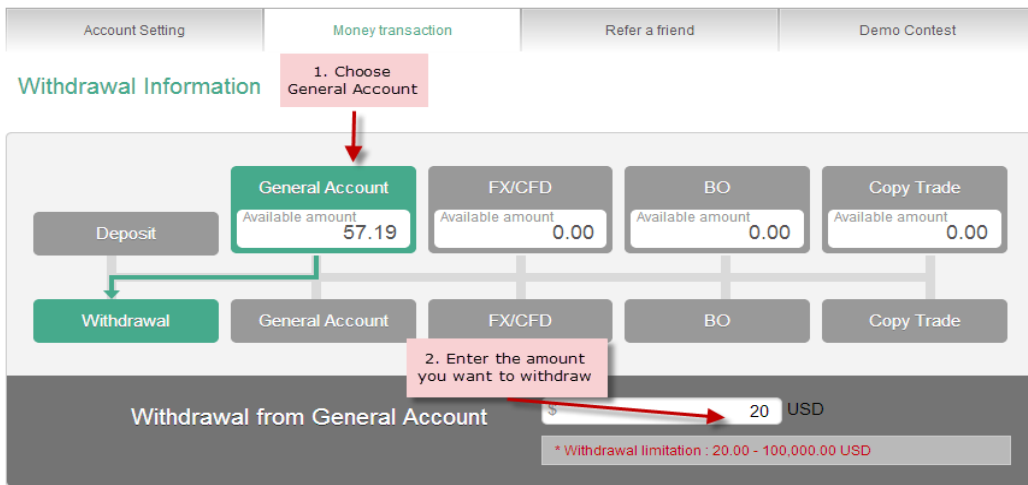 Account Setting
Money transaction
Refer a friend
Demo Contest
Withdrawal Information
1. Choose
General Account
General Account
FX/CFD
BO
Copy Trade
Deposit
Available amount
57.19
Available amount
0.00
Available amount
0.00
Available amount
0.00
Withdrawal
General Account
FX/CFD
BO
Copy Trade
2. Enter the amount
you want to withdraw
Withdrawal from General Account
$ 20 USD
* Withdrawal limitation : 20.00 - 100,000.00 USD